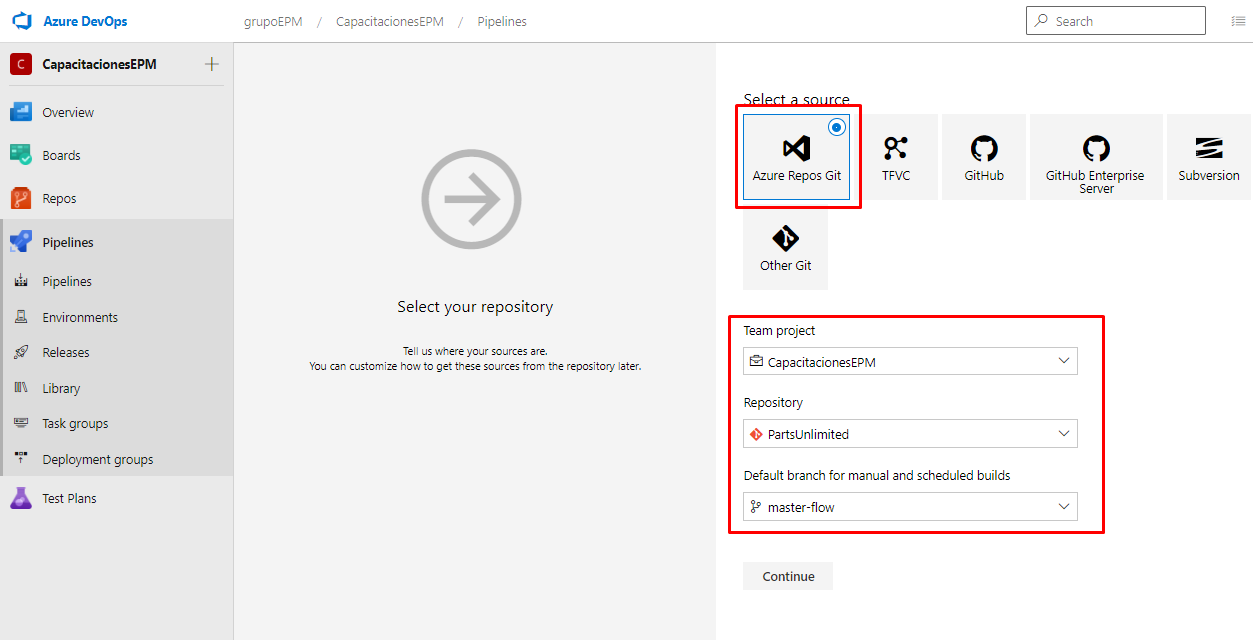 Azure DevOps
grupoEPM / CapacitacionesEPM / Pipelines
Search
C CapacitacionesEPM +
Overview
Boards
Repos
Pipelines
Pipelines
Environments
Releases
Library
Task groups
Deployment groups
Test Plans
Select your repository
Tell us where your sources are.
You can customize how to get these sources from the repository later.
Select a source
Azure Repos Git
TFVC
GitHub
GitHub Enterprise
Server
Subversion
Other Git
Team project
CapacitacionesEPM
Repository
PartsUnlimited
Default branch for manual and scheduled builds
master-flow
Continue